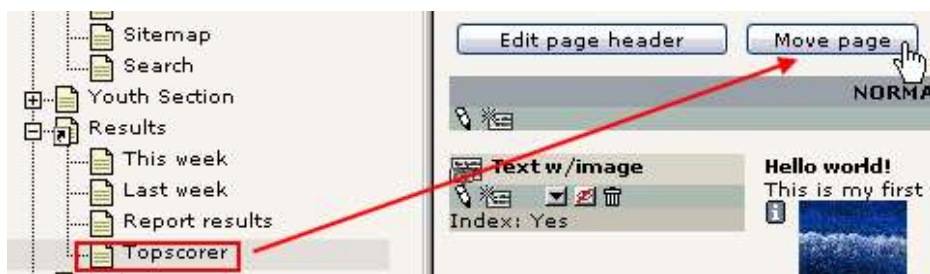 Sitemap
Search
Youth Section
Results
This week
Last week
Report results
Topscorer
Edit page header
Move page
NORMA
Text w/image
Index: Yes
Hello world!
This is my first